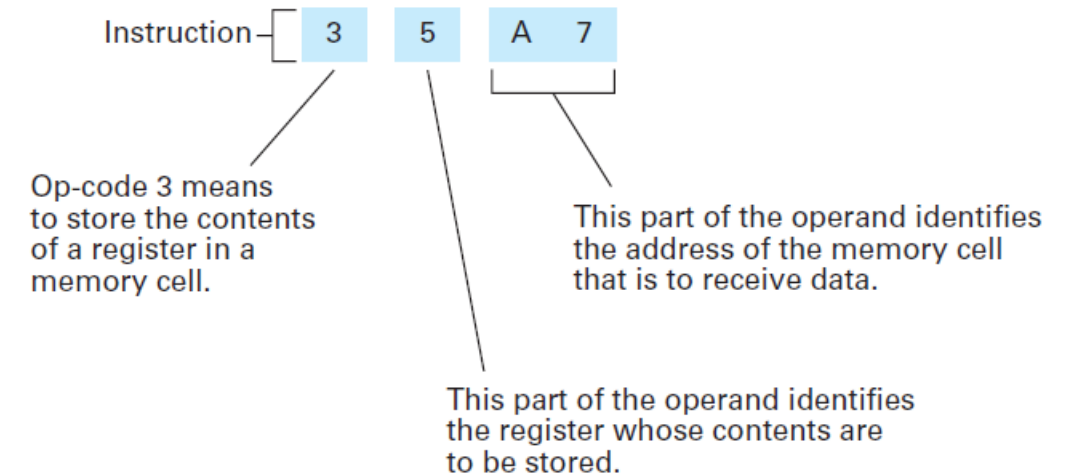 Instruction 3 5 A 7
Op-code 3 means
to store the contents
of a register in a
memory cell.
This part of the operand identifies
the address of the memory cell
that is to receive data.
This part of the operand identifies
the register whose contents are
to be stored.